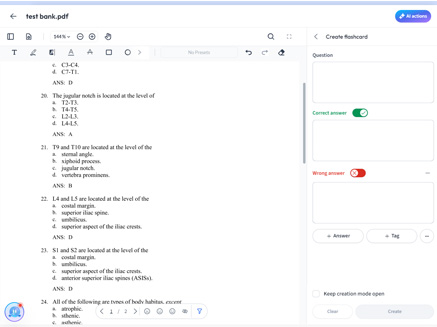 test bank.pdf
AI actions
144%
No Presets
c. C3-C4.
d. C7-T1.
ANS: D
20. The jugular notch is located at the level of
a. T2-T3.
b. T4-T5.
c. L2-L3.
d. L4-L5.
ANS: A
21. T9 and T10 are located at the level of the
a. sternal angle.
b. xiphoid process.
c. jugular notch.
d. vertebra prominens.
ANS: B
22. L4 and L5 are located at the level of the
a. costal margin.
b. superior iliac spine.
c. umbilicus.
d. superior aspect of the iliac crests.
ANS: D
23. S1 and S2 are located at the level of the
a. costal margin.
b. umbilicus.
c. superior aspect of the iliac crests.
d. anterior superior iliac spines (ASISs).
ANS: D
24. All of the following are types of body habitus, except
a. atrophic.
b. sthenic.
c. asthenic.
1 / 2
Create flashcard
Question
Correct answer
Wrong answer
+ Answer
+ Tag
Keep creation mode open
Clear
Create